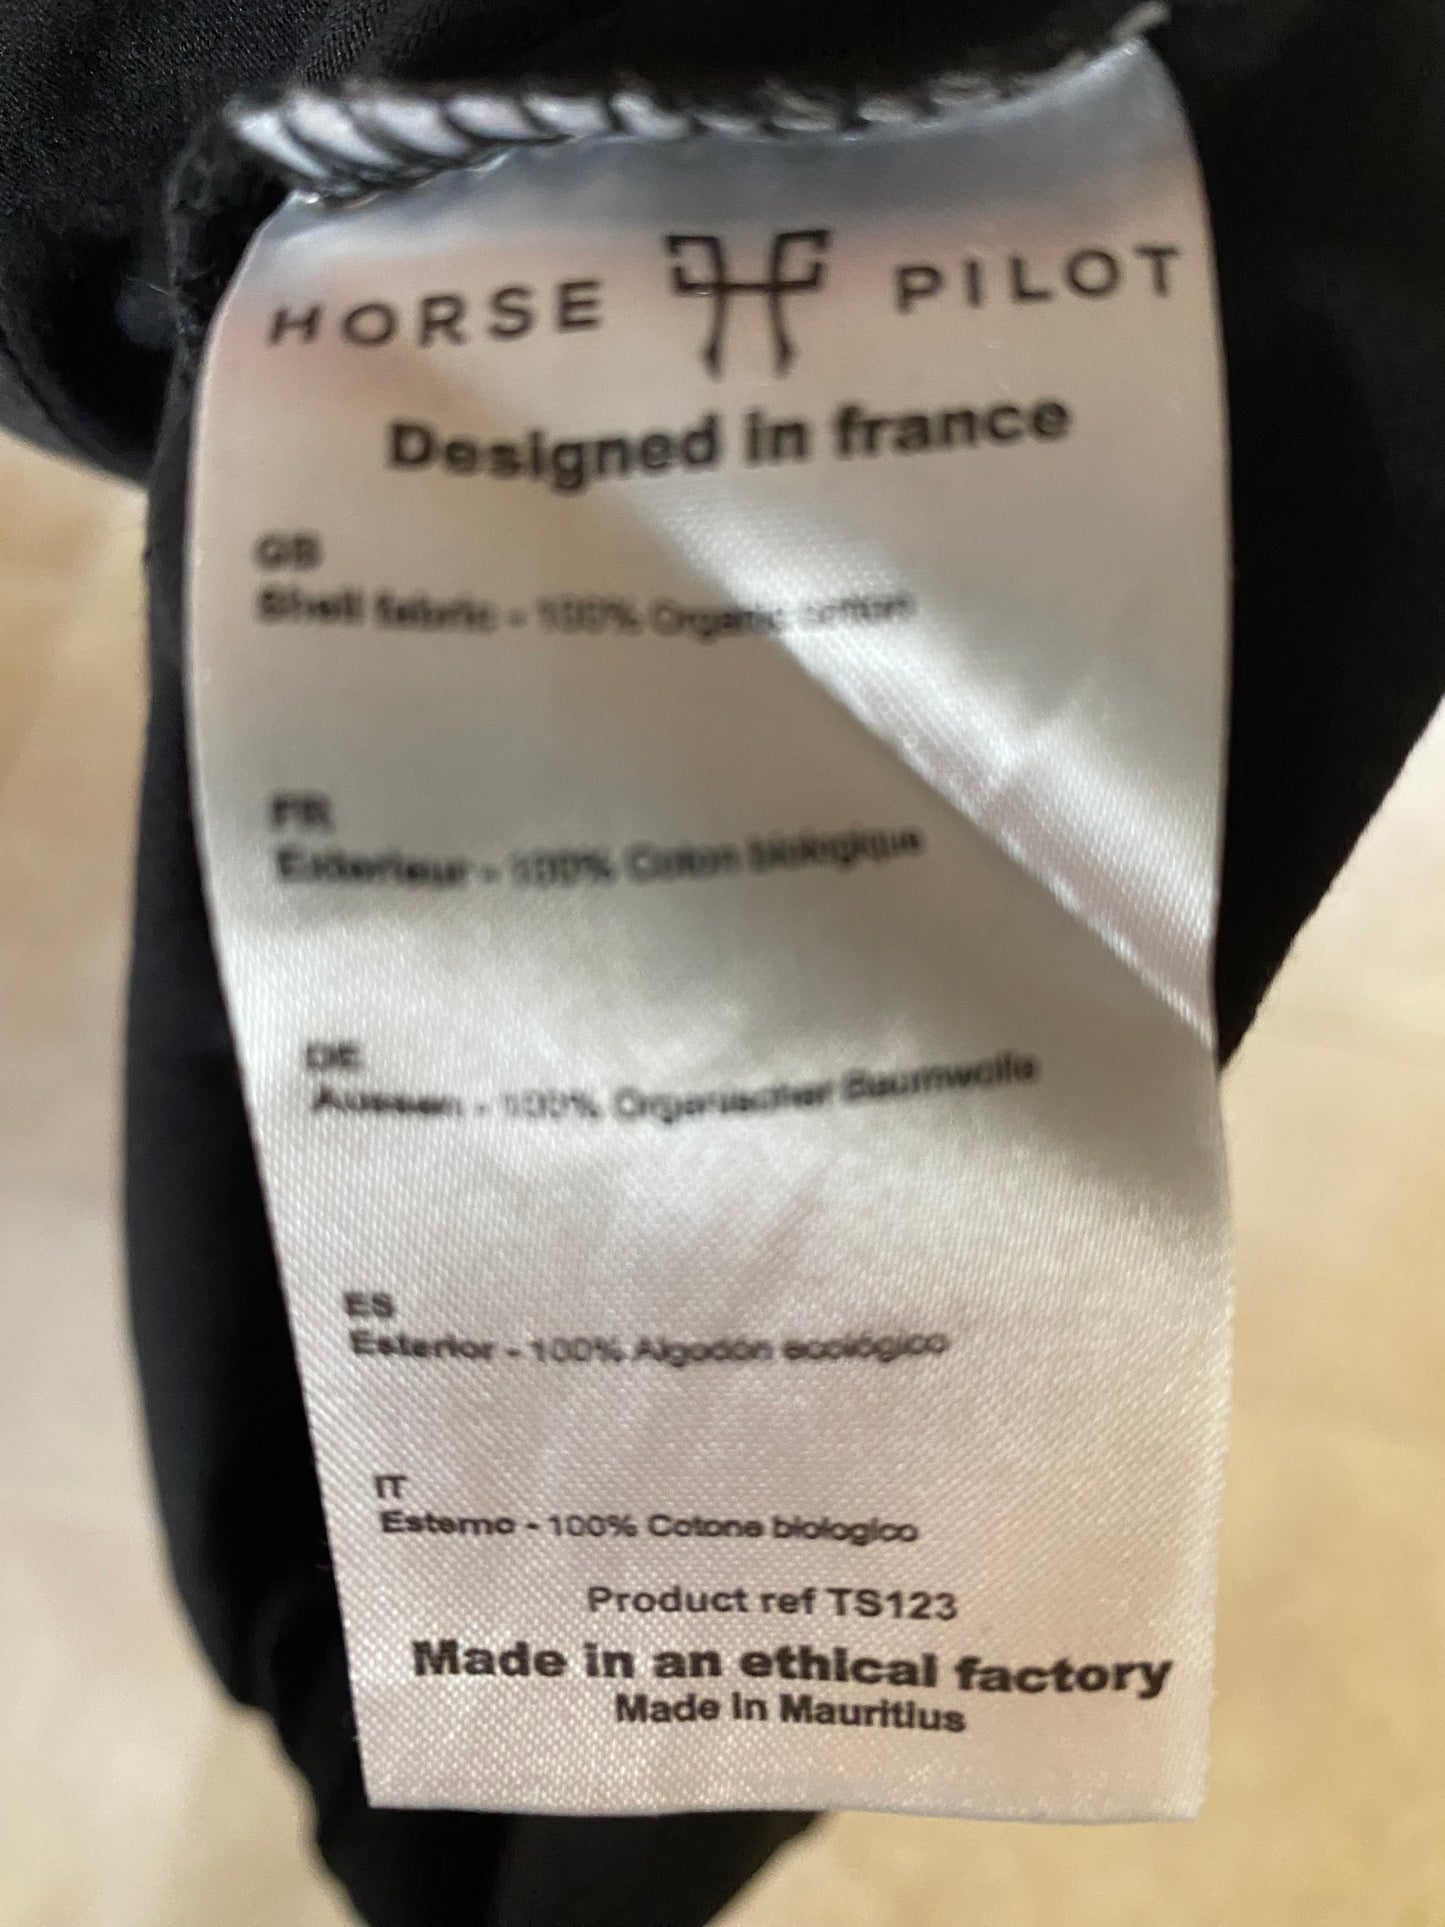 HORSE PILOT
Designed in france
GB
Shell fabric - 100% Organic cotton
FR
Exterieur - 100% Coton biologique
DE
Aussen - 100% Organischer Baumwolle
ES
Esterior - 100% Algodón ecológico
IT
Esterno - 100% Cotone biologico
Product ref TS123
Made in an ethical factory
Made in Mauritius